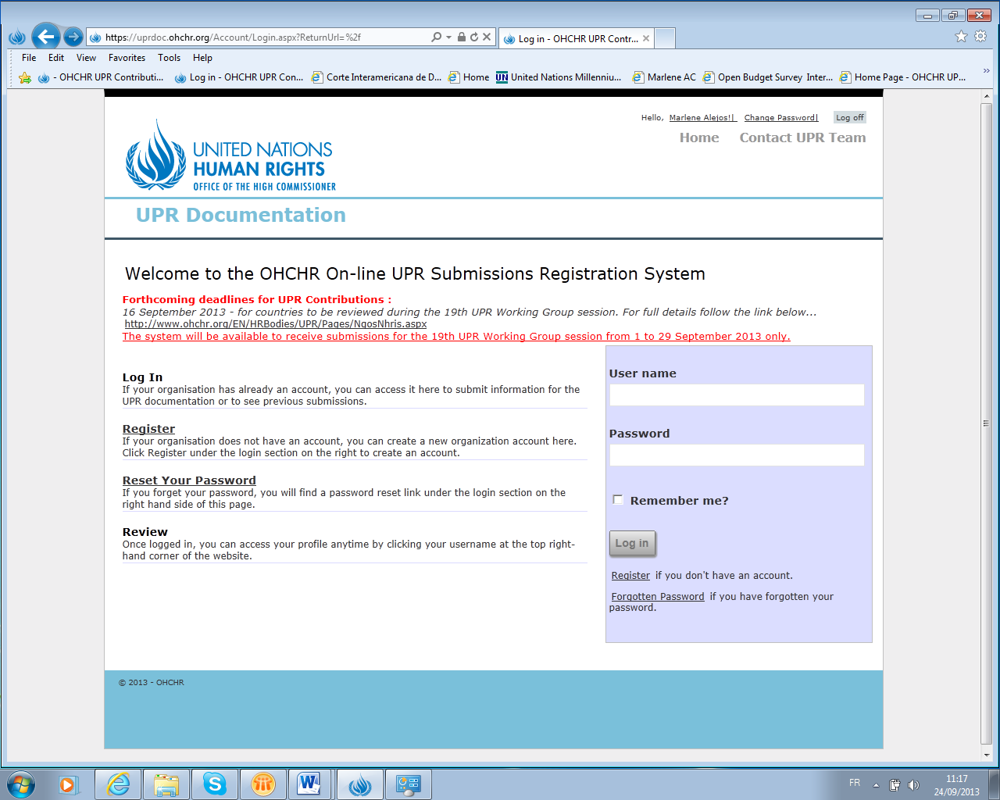 https://uprdoc.ohchr.org/Account/Login.aspx?ReturnUrl=%2f
Log in - OHCHR UPR Contr...
File Edit View Favorites Tools Help
- OHCHR UPR Contributi... Log in - OHCHR UPR Con... Corte Interamericana de D... Home UN United Nations Millenniu... Marlene AC Open Budget Survey Inter... Home Page - OHCHR UP... »
Hello, Marlene Alejos!| Change Password| Log off
Home Contact UPR Team
UNITED NATIONS
HUMAN RIGHTS
OFFICE OF THE HIGH COMMISSIONER
UPR Documentation
Welcome to the OHCHR On-line UPR Submissions Registration System
Forthcoming deadlines for UPR Contributions :
16 September 2013 - for countries to be reviewed during the 19th UPR Working Group session. For full details follow the link below...
http://www.ohchr.org/EN/HRBodies/UPR/Pages/NgosNhris.aspx
The system will be available to receive submissions for the 19th UPR Working Group session from 1 to 29 September 2013 only.
Log In
If your organisation has already an account, you can access it here to submit information for the
UPR documentation or to see previous submissions.
Register
If your organisation does not have an account, you can create a new organization account here.
Click Register under the login section on the right to create an account.
Reset Your Password
If you forget your password, you will find a password reset link under the login section on the
right hand side of this page.
Review
Once logged in, you can access your profile anytime by clicking your username at the top right-
hand corner of the website.
User name
Password
Remember me?
Log in
Register if you don't have an account.
Forgotten Password if you have forgotten your
password.
© 2013 - OHCHR
FR
11:17
24/09/2013